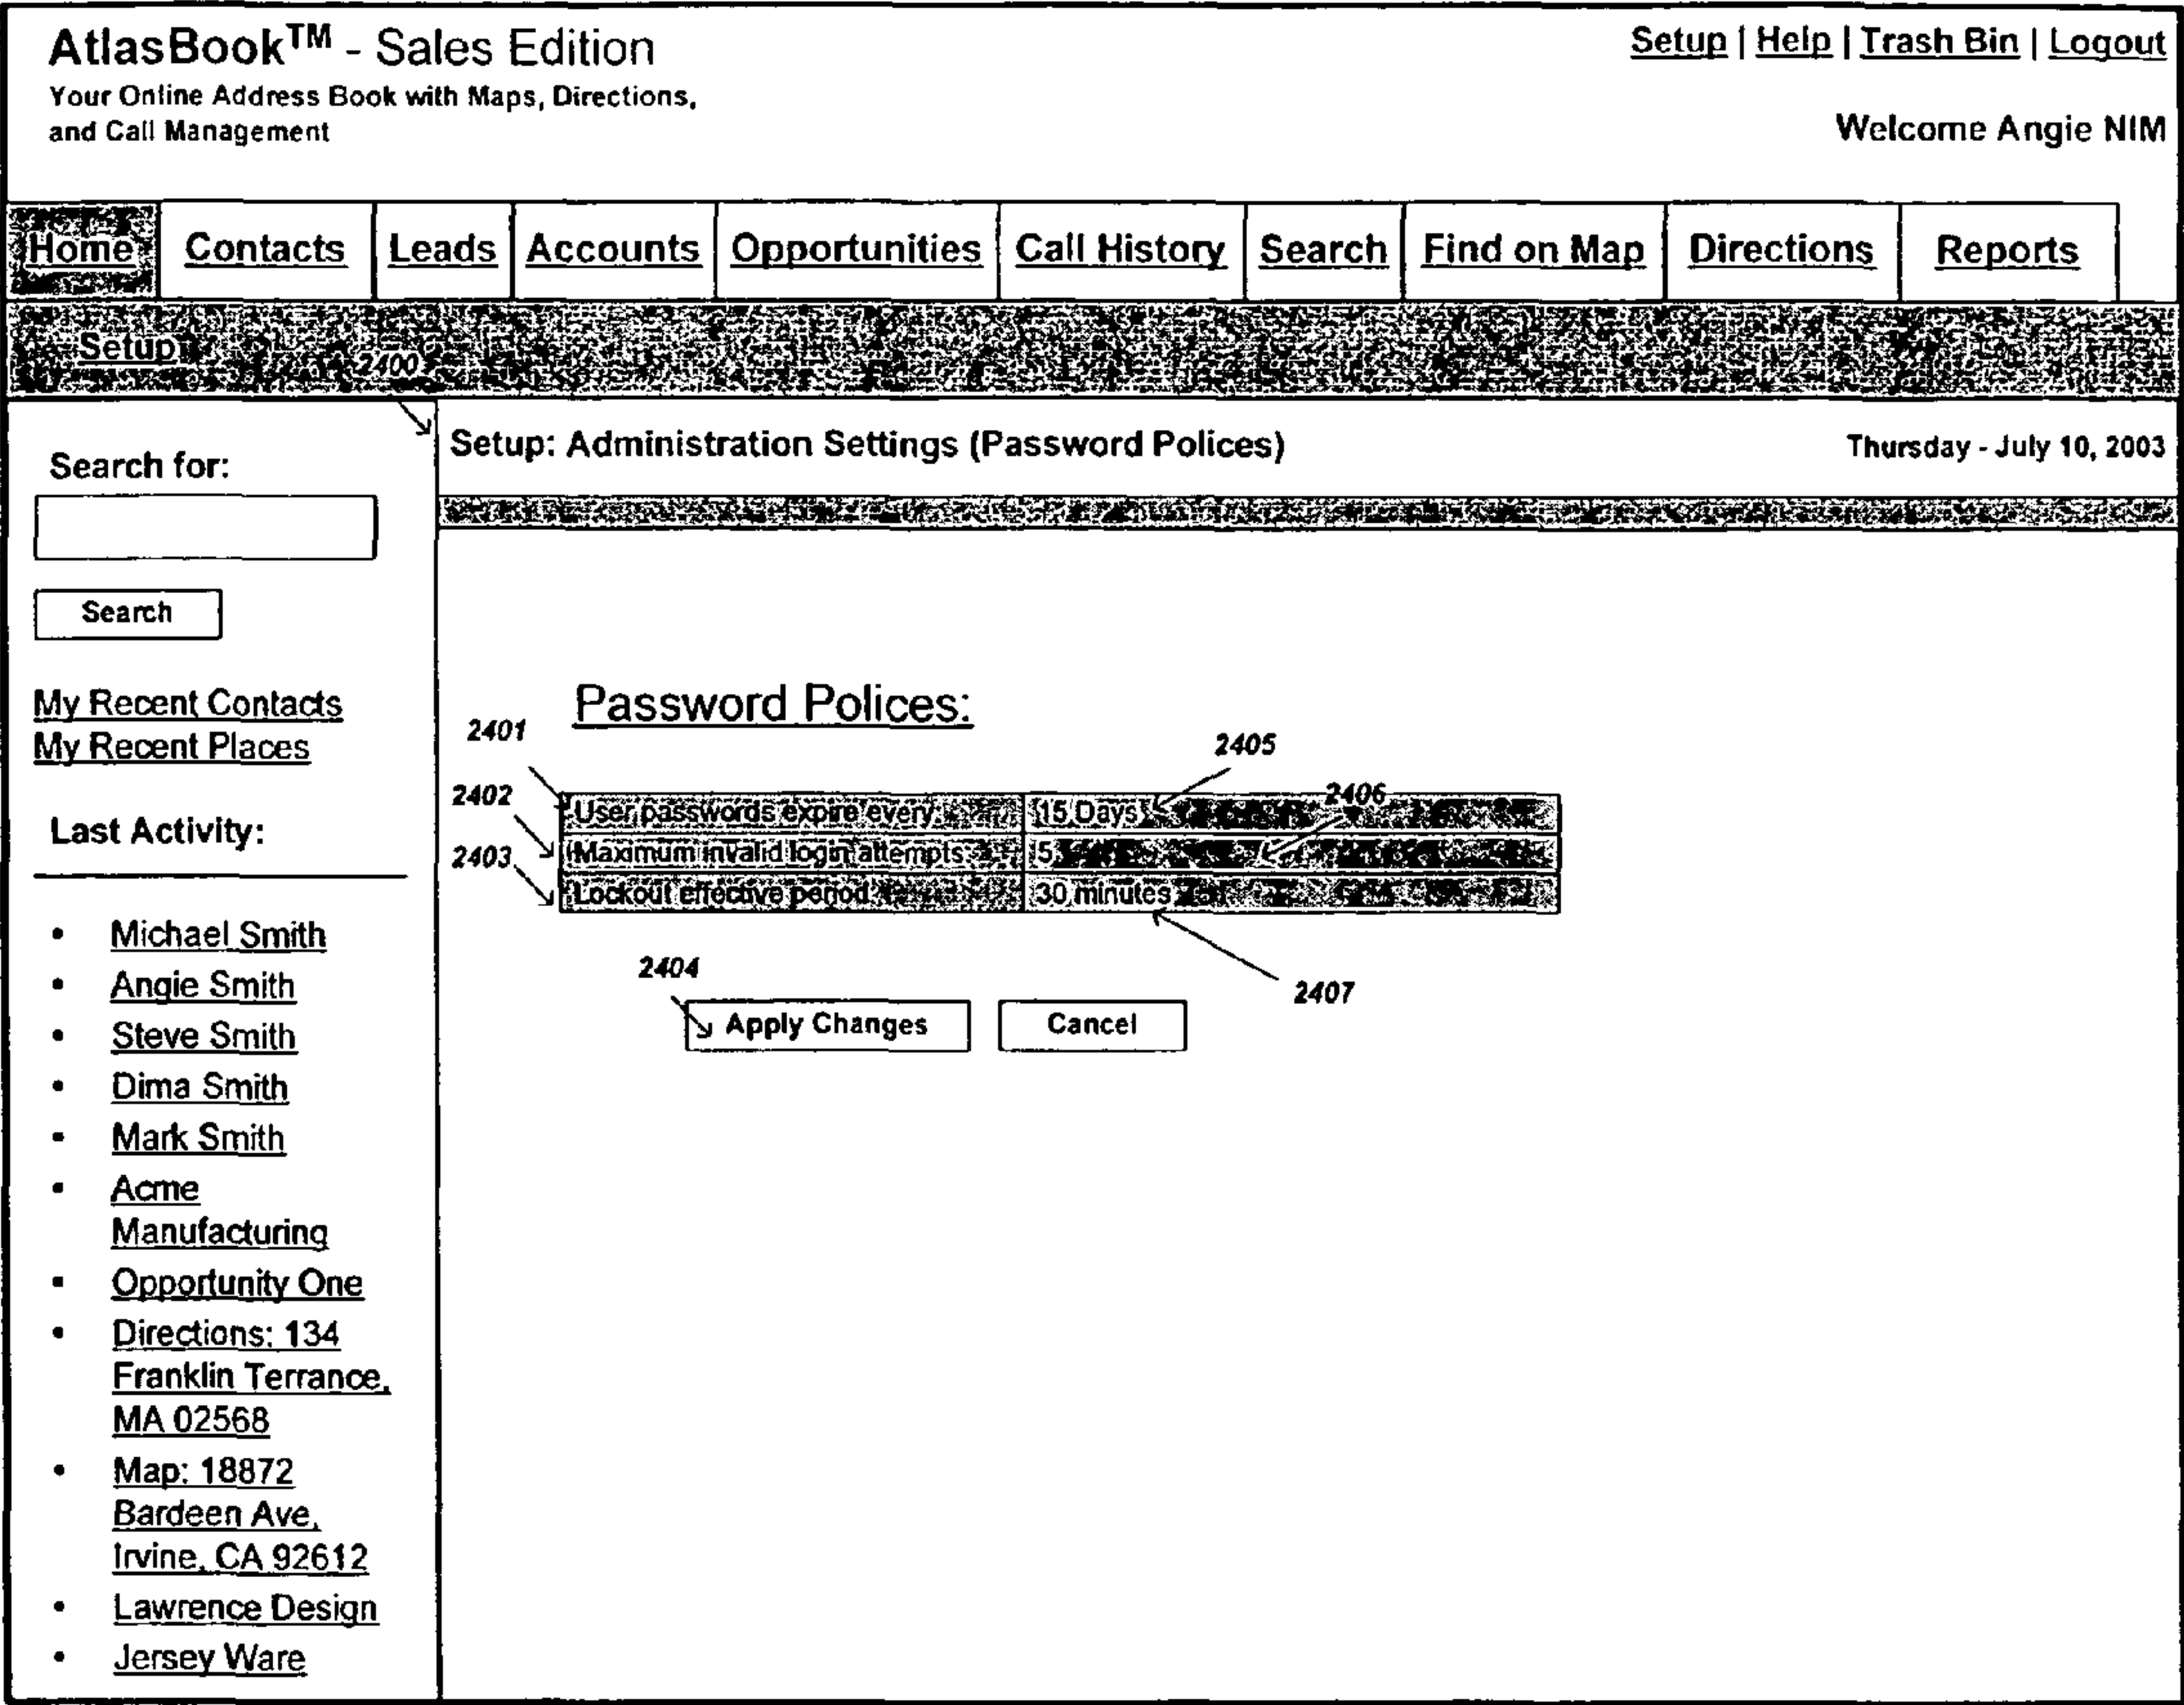 AtlasBook™ - Sales Edition
Setup | Help | Trash Bin | Logout
Your Online Address Book with Maps, Directions,
and Call Management
Welcome Angie NIM
Home Contacts Leads Accounts Opportunities Call History Search Find on Map Directions Reports
Setup
2400
Setup: Administration Settings (Password Polices)
Thursday - July 10, 2003
Search for:
Search
My Recent Contacts
My Recent Places
Last Activity:
• Michael Smith
• Angie Smith
• Steve Smith
• Dima Smith
• Mark Smith
• Acme
Manufacturing
• Opportunity One
• Directions: 134
Franklin Terrance,
MA 02568
• Map: 18872
Bardeen Ave,
Irvine, CA 92612
• Lawrence Design
• Jersey Ware
Password Polices:
2401
2405
2402
2406
User passwords expire every 15 Days
Maximum invalid login attempts 5
2403
Lockout effective period 30 minutes
2404
2407
Apply Changes Cancel